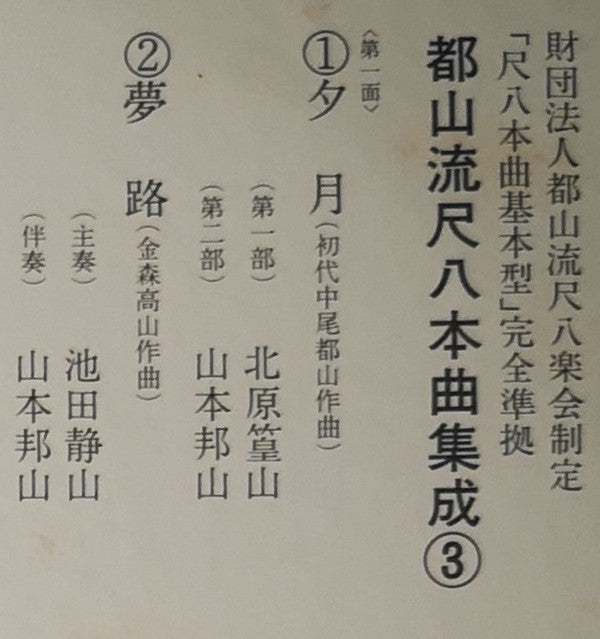 財団法人都山流尺八楽会制定
「尺八本曲基本型」完全準拠
都山流尺八本曲集成③
〈第一面〉
①夕月(初代中尾都山作曲)
(第一部) 北原篁山
(第二部) 山本邦山
②夢路(金森高山作曲)
(主奏) 池田静山
(伴奏) 山本邦山